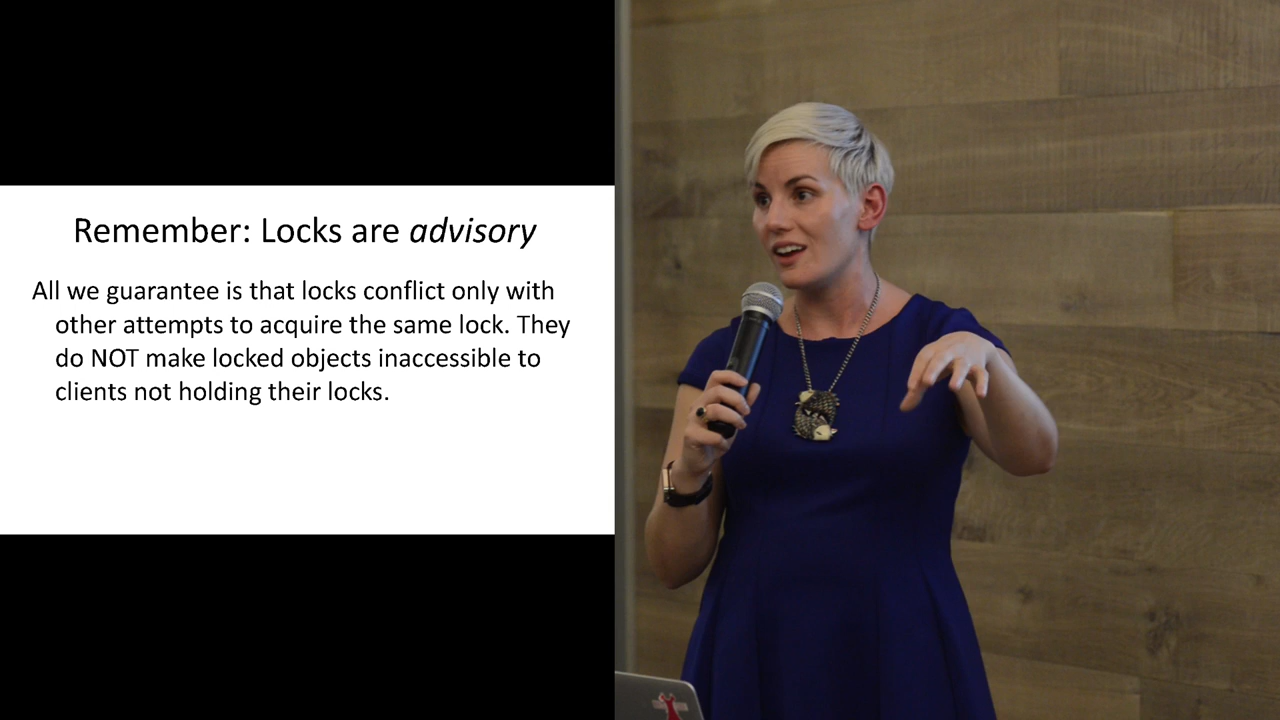 Remember: Locks are advisory
All we guarantee is that locks conflict only with
other attempts to acquire the same lock. They
do NOT make locked objects inaccessible to
clients not holding their locks.